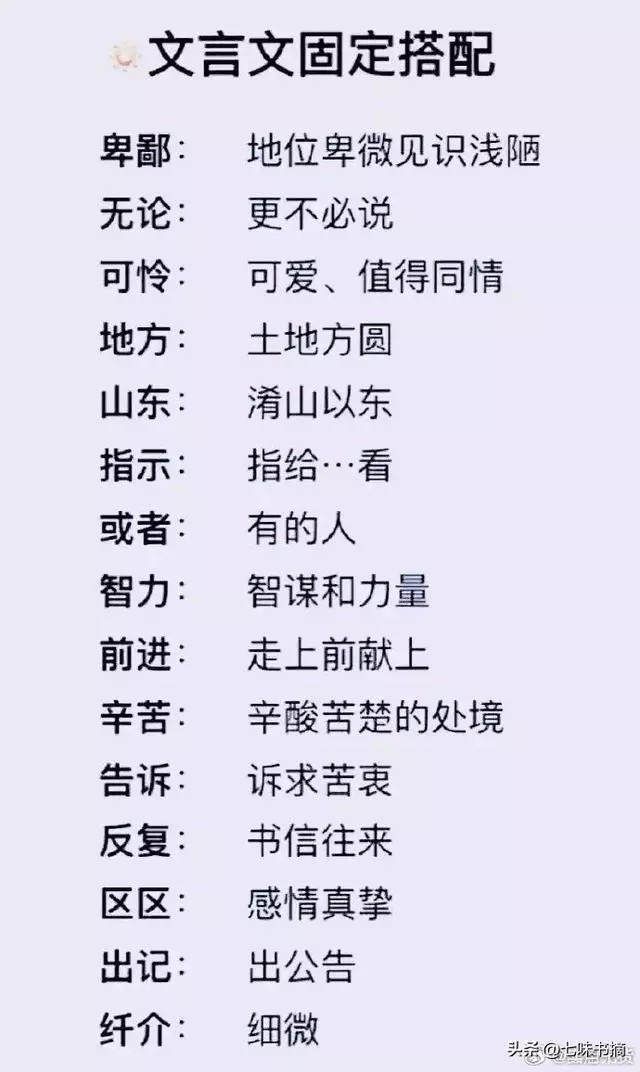 文言文固定搭配
卑鄙： 地位卑微见识浅陋
无论： 更不必说
可怜： 可爱、值得同情
地方： 土地方圆
山东： 淆山以东
指示： 指给…看
或者： 有的人
智力： 智谋和力量
前进： 走上前献上
辛苦： 辛酸苦楚的处境
告诉： 诉求苦衷
反复： 书信往来
区区： 感情真挚
出记： 出公告
纤介： 细微
头条 @七味书摘